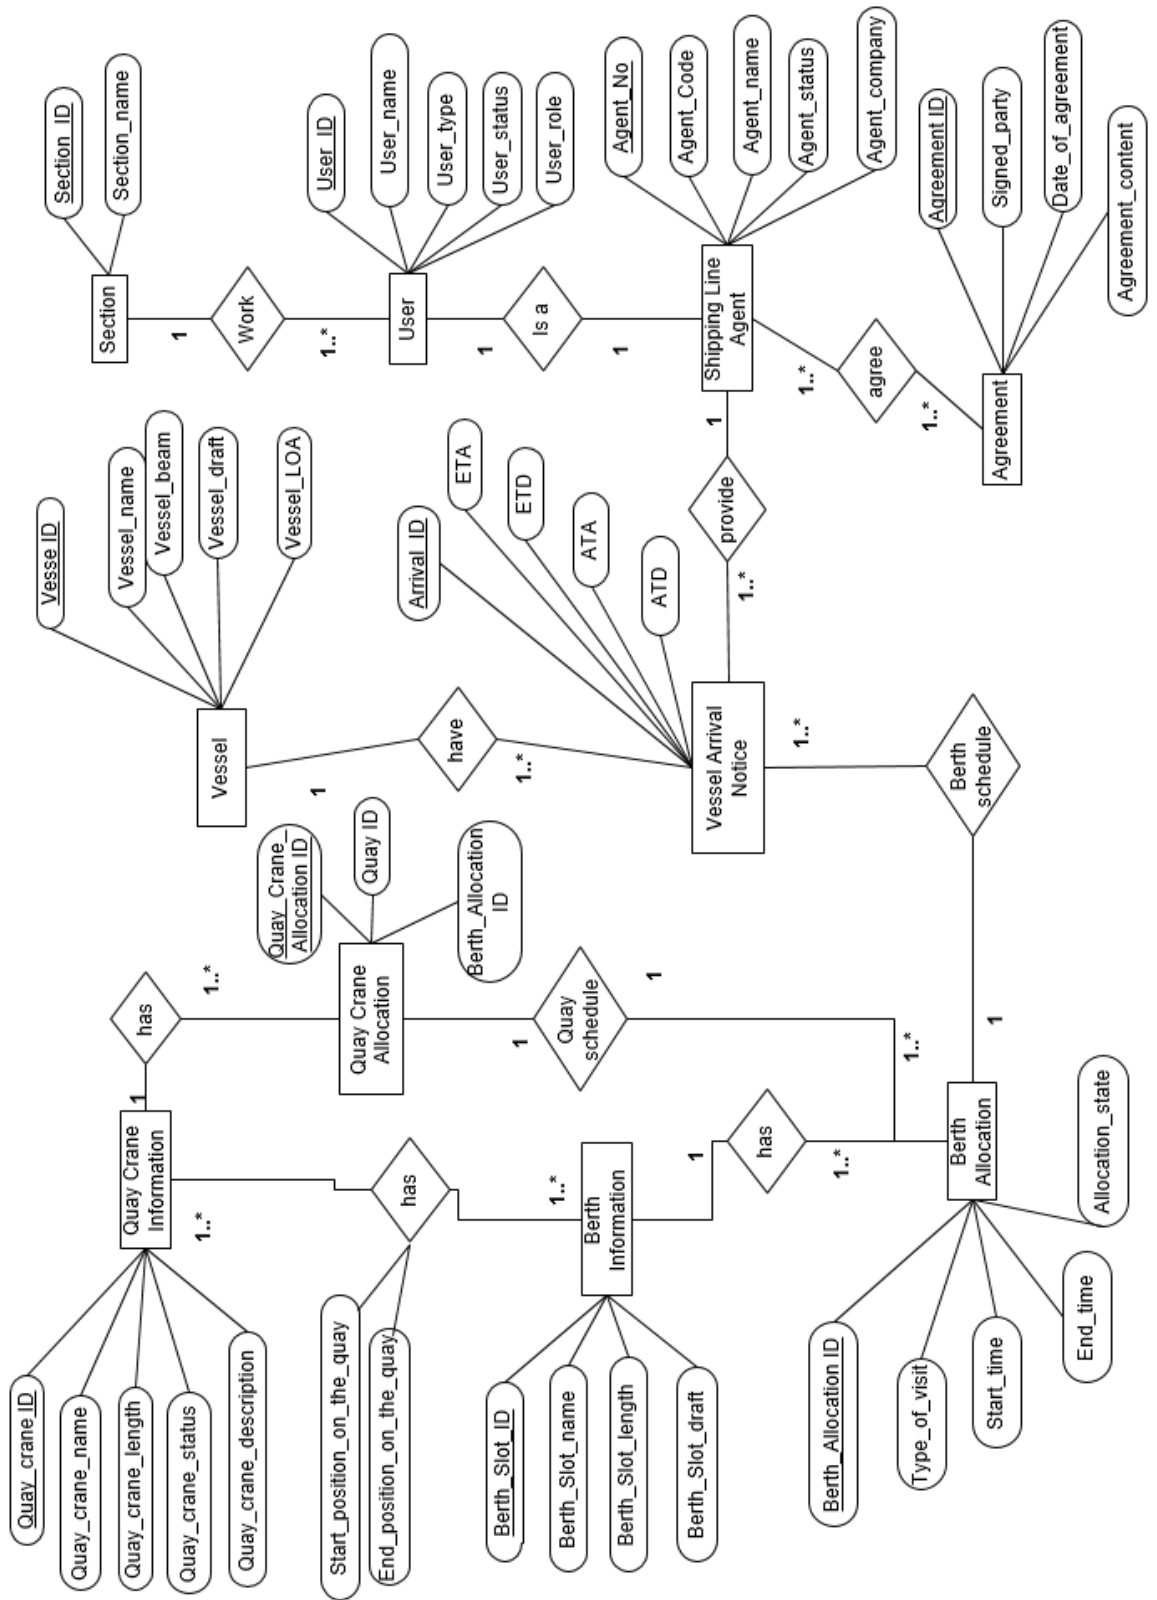 Quay_crane ID
Quay_crane_name
Quay_crane_length
Quay_crane_status
Quay_crane_description
Quay Crane
Information
1..*
1
has
1..*
Quay_Crane_
Allocation ID
Quay ID
Berth_Allocation
ID
Quay Crane
Allocation
1
Quay
schedule
1
1..*
Start_position_on_the_quay
End_position_on_the_quay
has
1..*
Berth
Information
Berth_Slot_ID
Berth_Slot_name
Berth_Slot_length
Berth_Slot_draft
1
has
1..*
Berth
Allocation
Berth_Allocation ID
Type_of_visit
Start_time
End_time
Allocation_state
1
Berth
schedule
1..*
Vessel
Vesse ID
Vessel_name
Vessel_beam
Vessel_draft
Vessel_LOA
1
have
1..*
Vessel Arrival
Notice
Arrival_ID
ETA
ETD
ATA
ATD
1..*
provide
1
Section
Section_ID
Section_name
1
Work
1..*
User
User_ID
User_name
User_type
User_status
User_role
1
Is a
1
Shipping Line
Agent
Agent_No
Agent_Code
Agent_name
Agent_status
Agent_company
1..*
agree
1..*
Agreement
Agreement ID
Signed_party
Date_of_agreement
Agreement_content